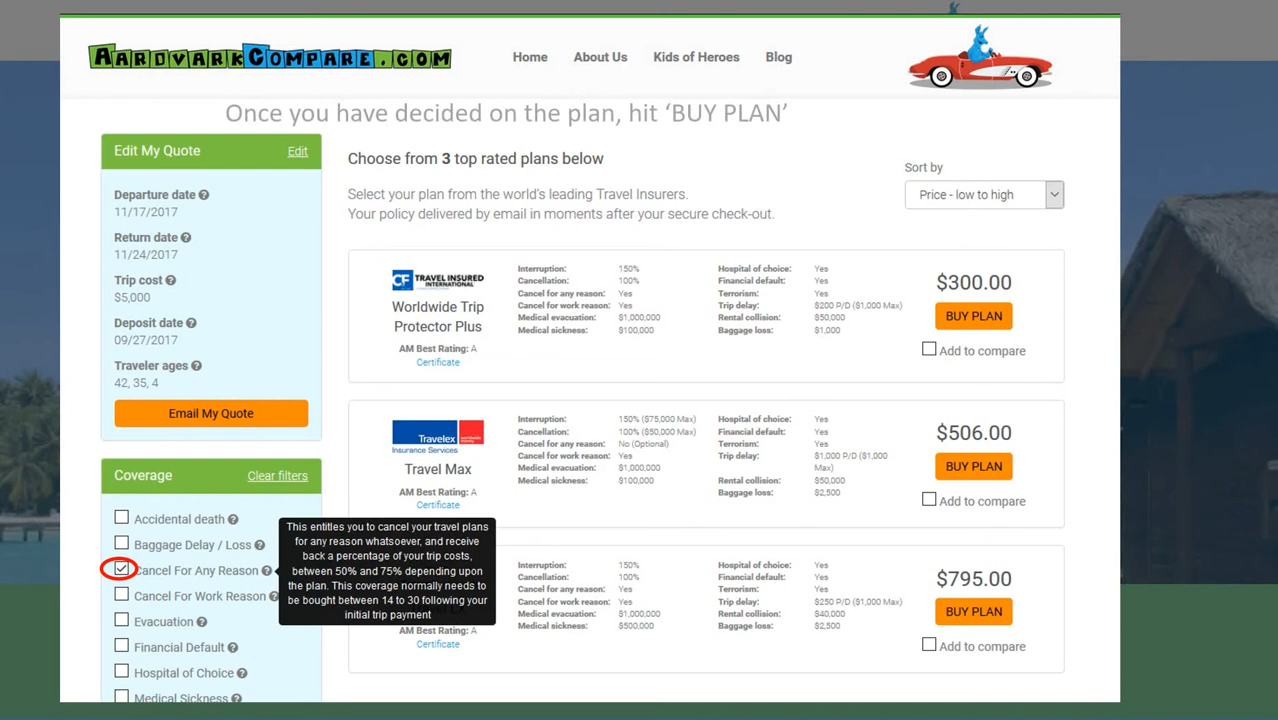 AARDVARKCOMPARE.COM
Home About Us Kids of Heroes Blog
Once you have decided on the plan, hit ‘BUY PLAN’
Edit My Quote Edit
Departure date
11/17/2017
Return date
11/24/2017
Trip cost
$5,000
Deposit date
09/27/2017
Traveler ages
42, 35, 4
Email My Quote
Coverage Clear filters
Accidental death
Baggage Delay / Loss
Cancel For Any Reason
Cancel For Work Reason
Evacuation
Financial Default
Hospital of Choice
Medical Sickness
This entitles you to cancel your travel plans
for any reason whatsoever, and receive
back a percentage of your trip costs,
between 50% and 75% depending upon
the plan. This coverage normally needs to
be bought between 14 to 30 following your
initial trip payment
Choose from 3 top rated plans below
Select your plan from the world's leading Travel Insurers.
Your policy delivered by email in moments after your secure check-out.
Sort by
Price - low to high
TRAVEL INSURED
INTERNATIONAL
Worldwide Trip
Protector Plus
AM Best Rating: A
Certificate
Interruption: 150%
Cancellation: 100%
Cancel for any reason: Yes
Cancel for work reason: Yes
Medical evacuation: $1,000,000
Medical sickness: $100,000
Hospital of choice: Yes
Financial default: Yes
Terrorism: Yes
Trip delay: $200 P/D ($1,000 Max)
Rental collision: $50,000
Baggage loss: $1,000
$300.00
BUY PLAN
Add to compare
Travelex
Insurance Services
Travel Max
AM Best Rating: A
Certificate
Interruption: 150% ($75,000 Max)
Cancellation: 100% ($50,000 Max)
Cancel for any reason: No (Optional)
Cancel for work reason: Yes
Medical evacuation: $1,000,000
Medical sickness: $100,000
Hospital of choice: Yes
Financial default: Yes
Terrorism: Yes
Trip delay: $1,000 P/D ($1,000
Max)
Rental collision: $50,000
Baggage loss: $2,500
$506.00
BUY PLAN
Add to compare
AM Best Rating: A
Certificate
Interruption: 150%
Cancellation: 100%
Cancel for any reason: Yes
Cancel for work reason: Yes
Medical evacuation: $1,000,000
Medical sickness: $500,000
Hospital of choice: Yes
Financial default: Yes
Terrorism: Yes
Trip delay: $250 P/D ($1,000 Max)
Rental collision: $40,000
Baggage loss: $2,500
$795.00
BUY PLAN
Add to compare